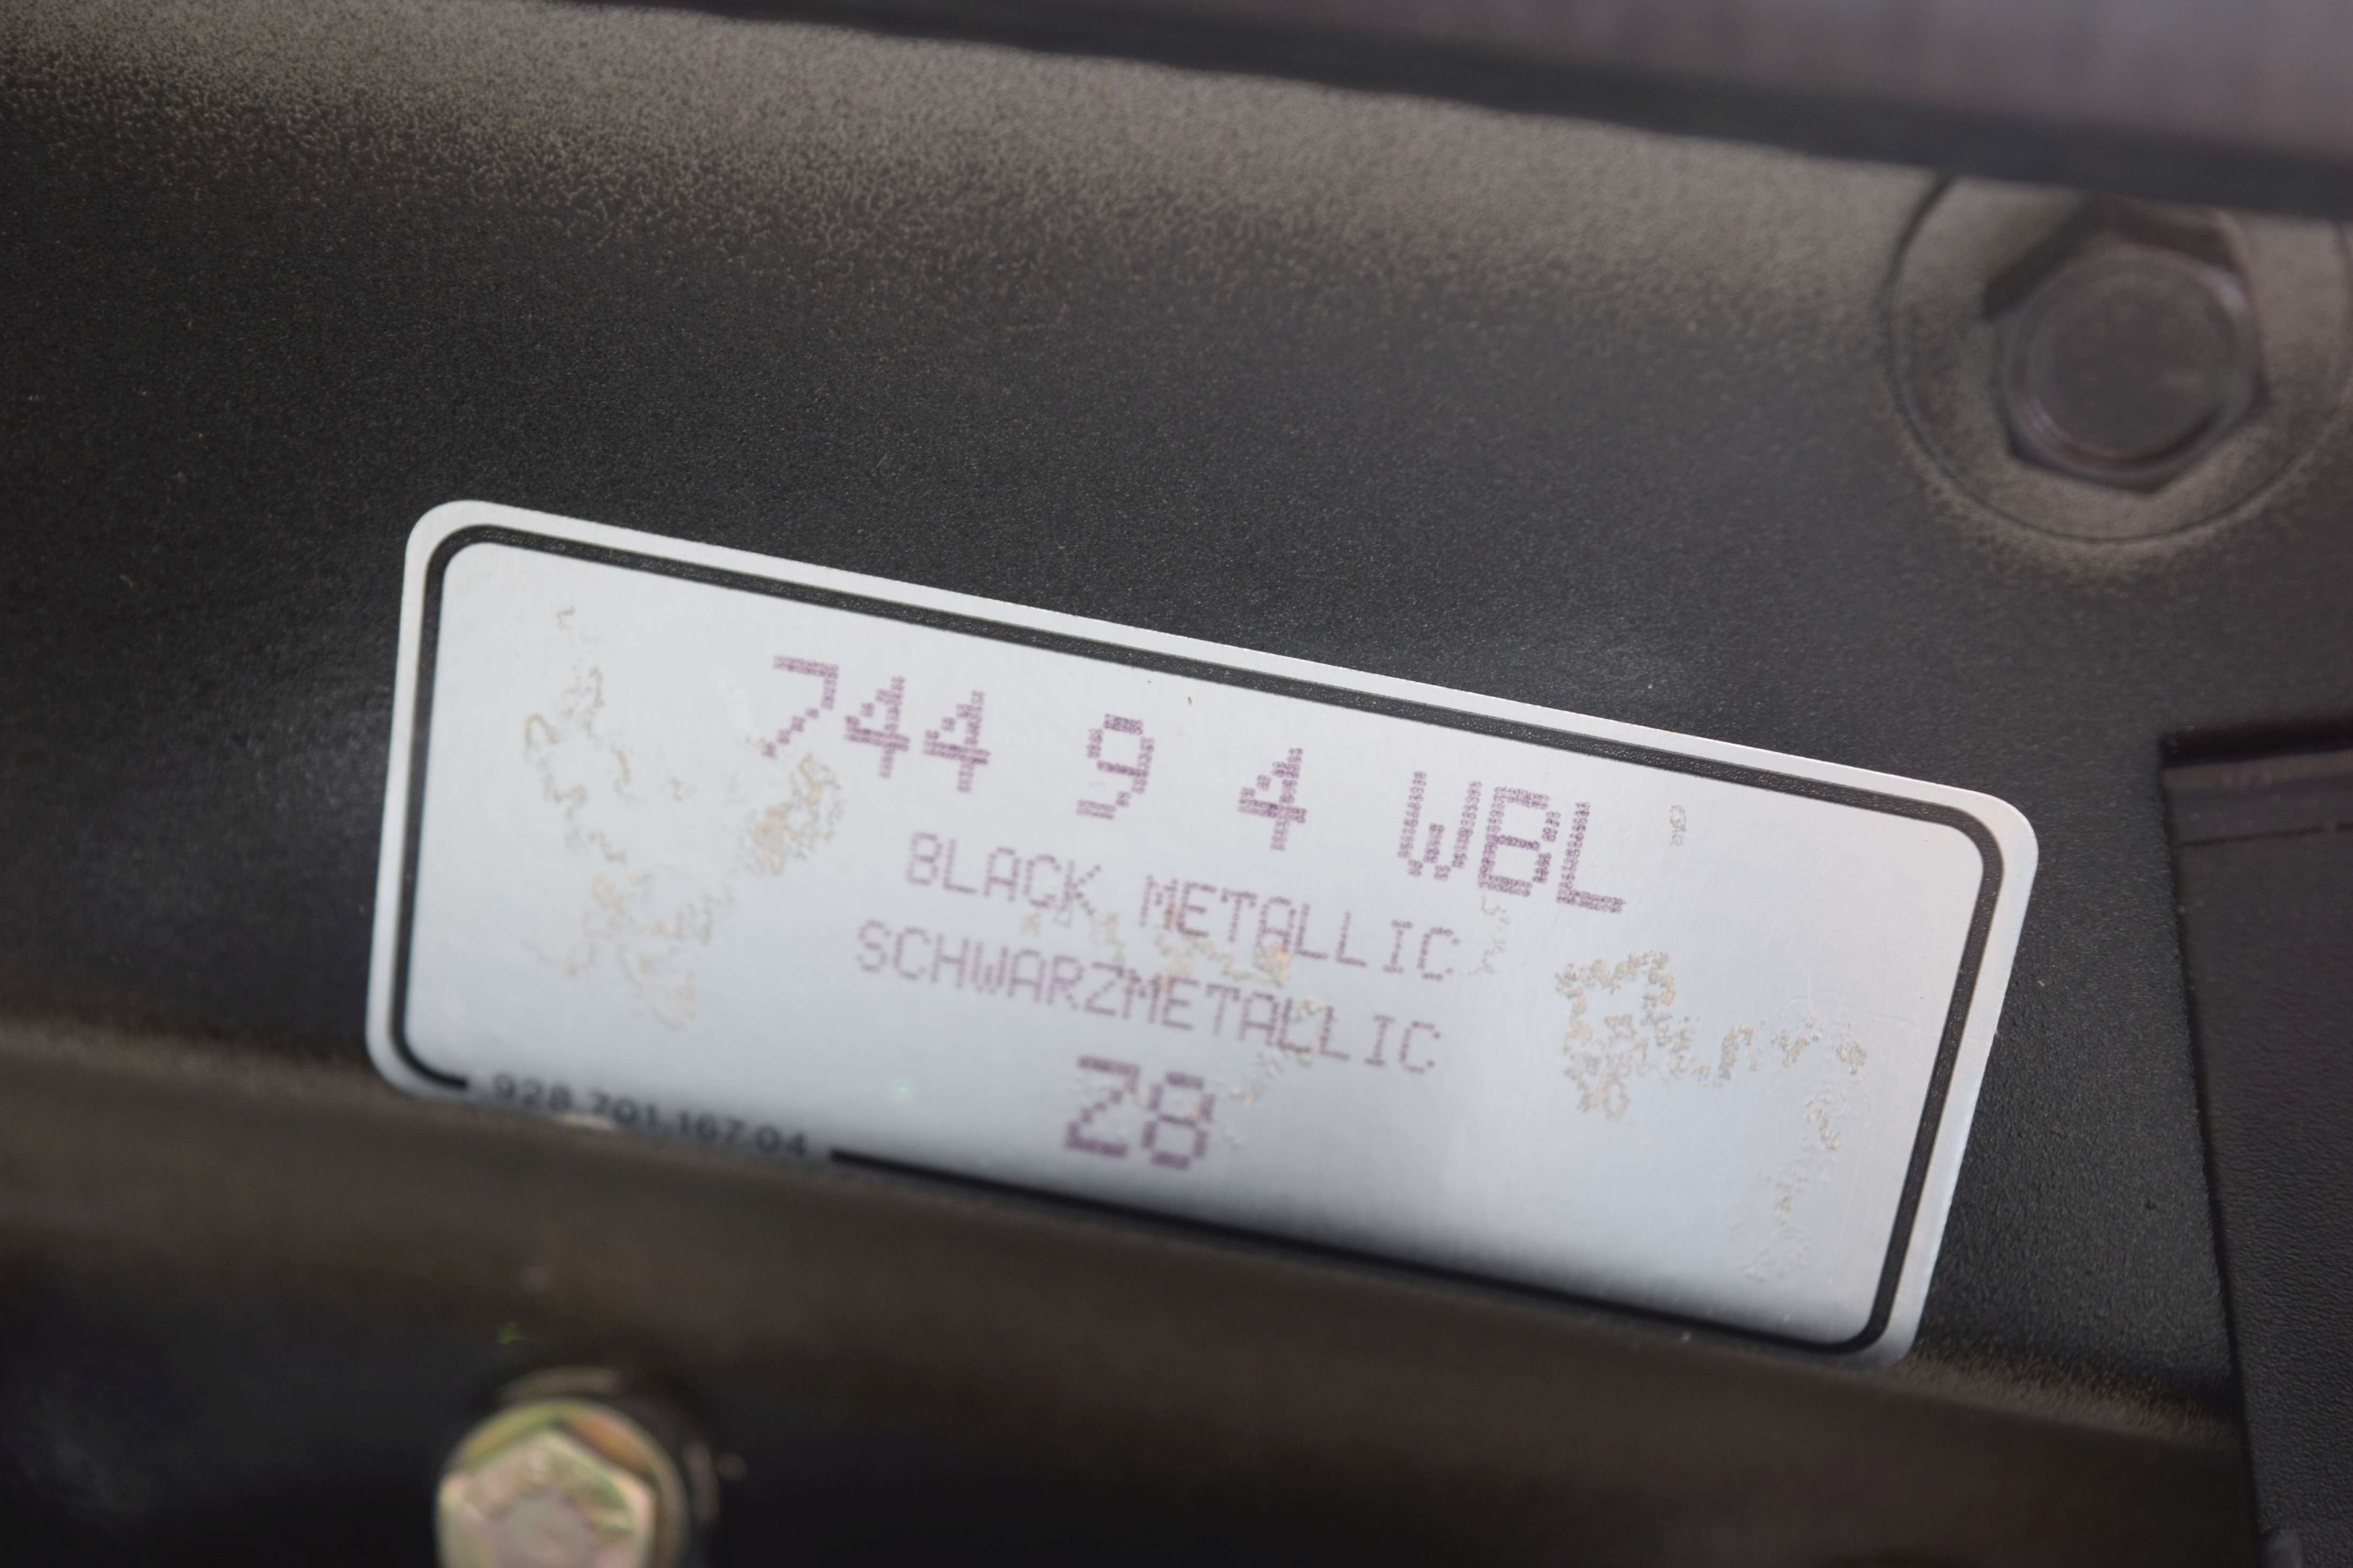 744 9 4 WBL
BLACK METALLIC
SCHWARZMETALLIC
Z8
928.701.167.04